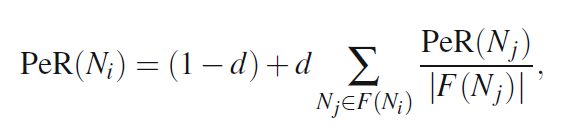 PeR(N_i) = (1 − d) + d ∑_{N_j∈F(N_i)} PeR(N_j) / |F(N_j)|,